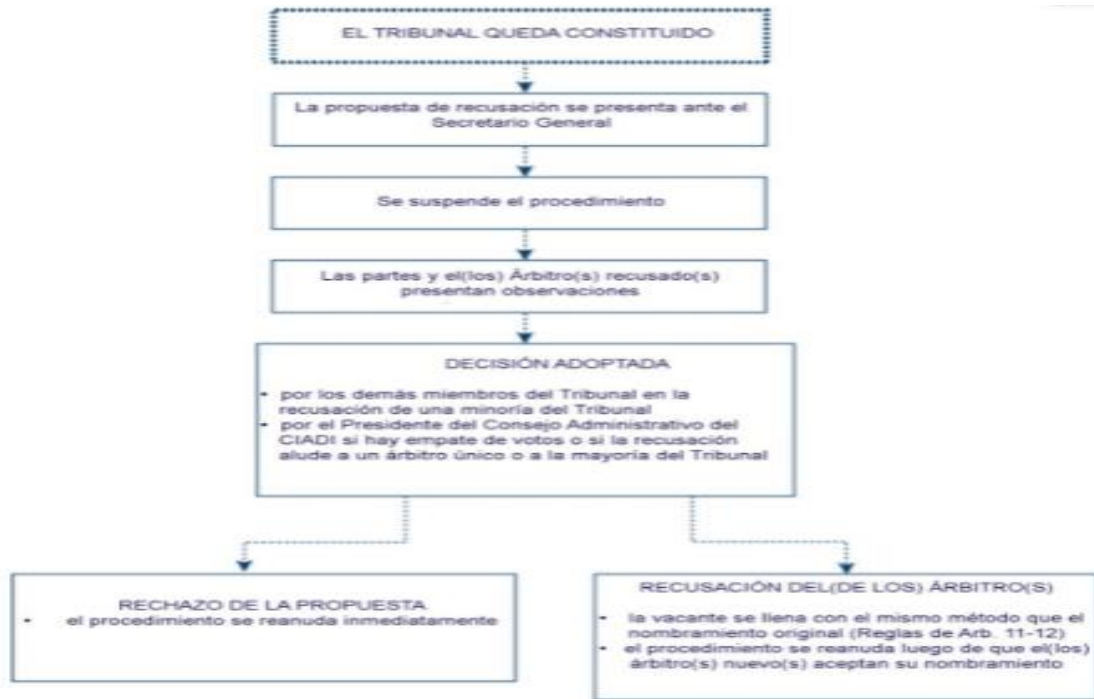 EL TRIBUNAL QUEDA CONSTITUIDO
La propuesta de recusación se presenta ante el
Secretario General
Se suspende el procedimiento
Las partes y el(los) Árbitro(s) recusado(s)
presentan observaciones
DECISIÓN ADOPTADA
• por los demás miembros del Tribunal en la
recusación de una minoría del Tribunal
• por el Presidente del Consejo Administrativo del
CIADI si hay empate de votos o si la recusación
alude a un árbitro único o a la mayoría del Tribunal
RECHAZO DE LA PROPUESTA
• el procedimiento se reanuda inmediatamente
RECUSACIÓN DEL(DE LOS) ÁRBITRO(S)
• la vacante se llena con el mismo método que el
nombramiento original (Reglas de Arb. 11-12)
• el procedimiento se reanuda luego de que el(los)
árbitro(s) nuevo(s) aceptan su nombramiento